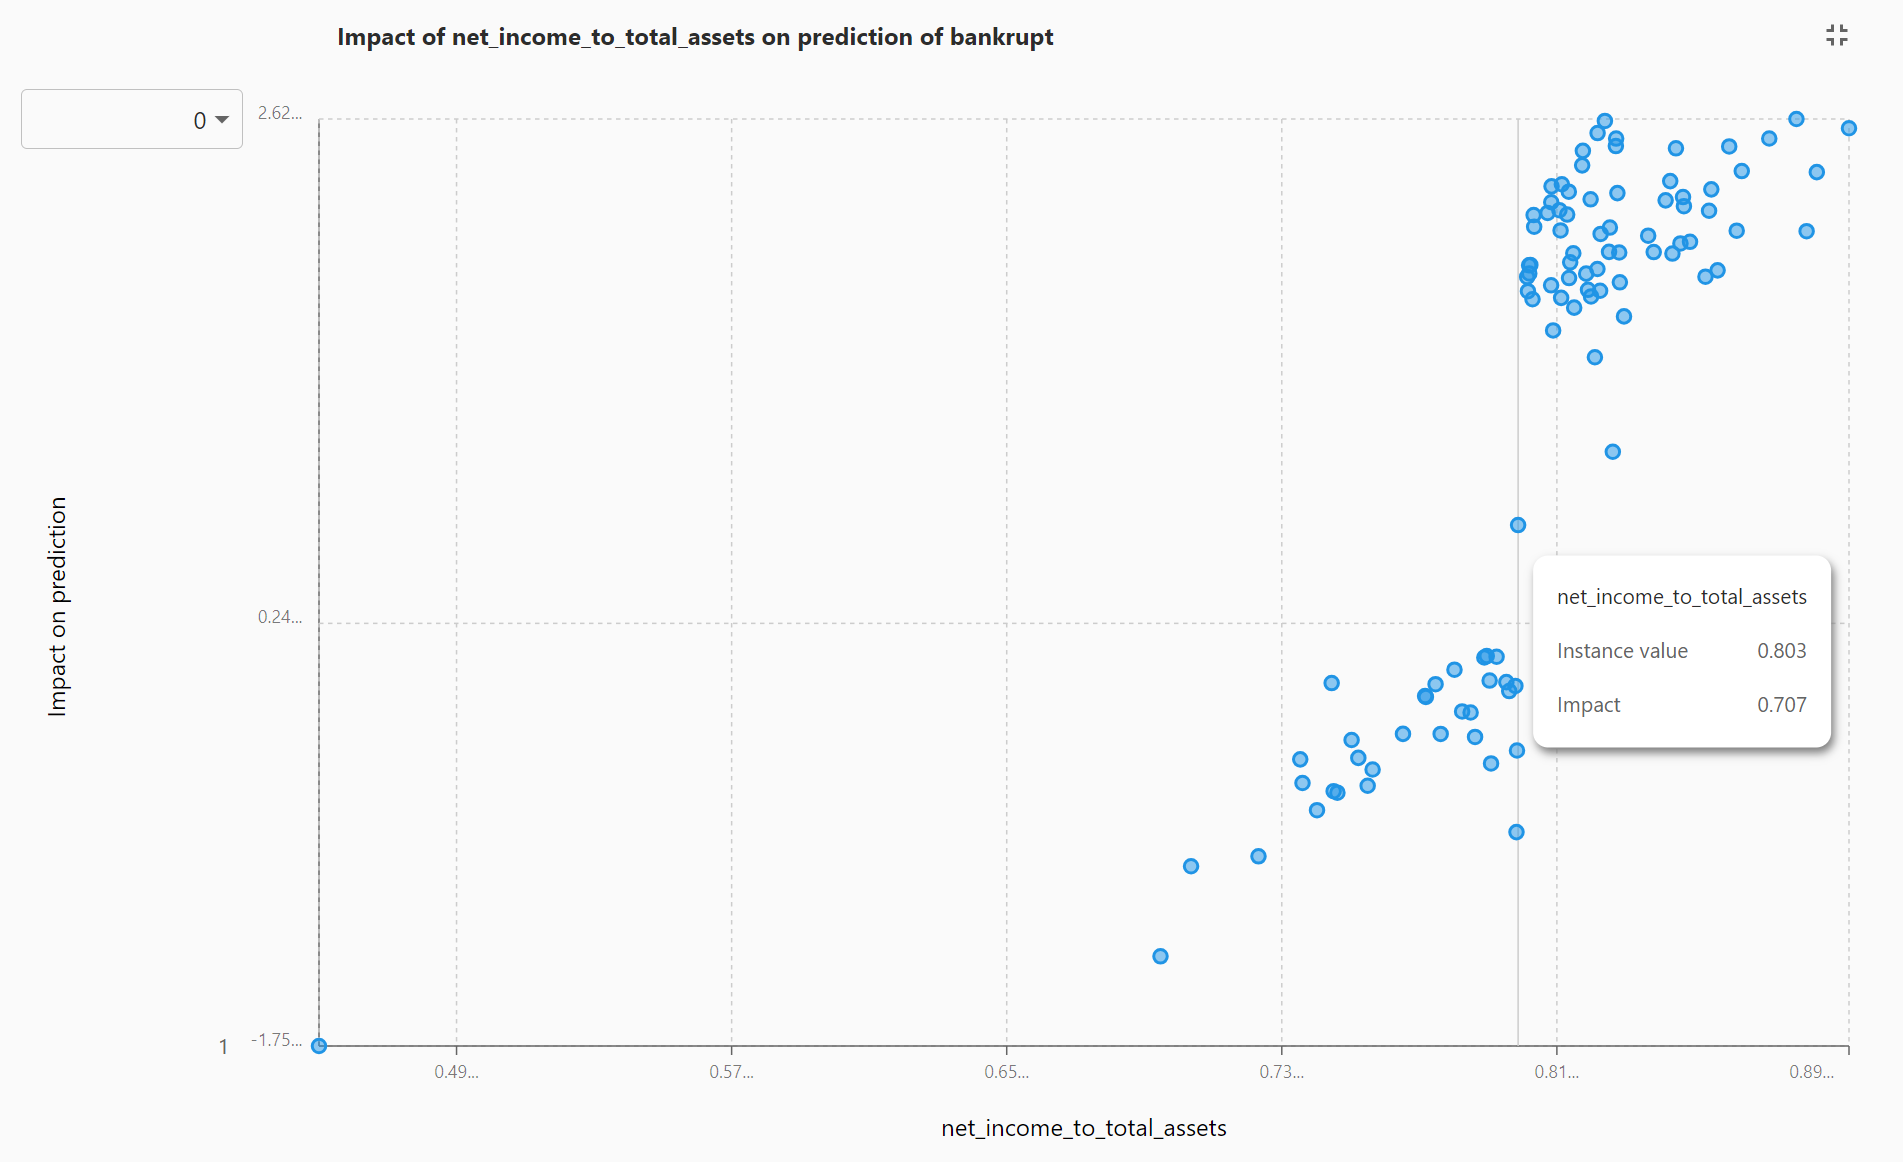 Impact of net_income_to_total_assets on prediction of bankrupt
0
2.62...
0.24...
-1.75...
1
Impact on prediction
net_income_to_total_assets
Instance value 0.803
Impact 0.707
0.49... 0.57... 0.65... 0.73... 0.81... 0.89...
net_income_to_total_assets